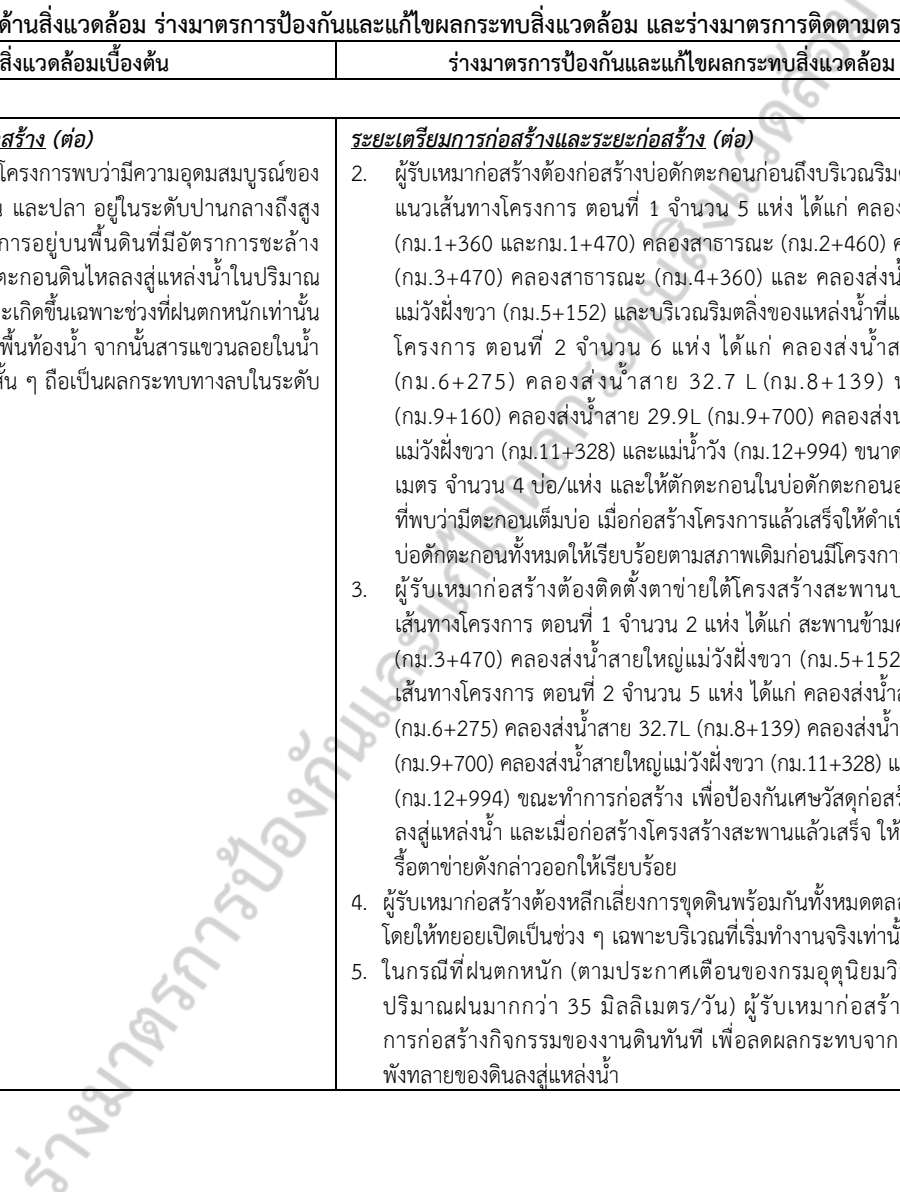 ด้านสิ่งแวดล้อม ร่างมาตรการป้องกันและแก้ไขผลกระทบสิ่งแวดล้อม และร่างมาตรการติดตามตร
สิ่งแวดล้อมเบื้องต้น
ร่างมาตรการป้องกันและแก้ไขผลกระทบสิ่งแวดล้อม
สร้าง (ต่อ)
โครงการพบว่ามีความอุดมสมบูรณ์ของ
และปลา อยู่ในระดับปานกลางถึงสูง
การอยู่บนพื้นดินที่มีอัตราการชะล้าง
ตะกอนดินไหลลงสู่แหล่งน้ำในปริมาณ
ะเกิดขึ้นเฉพาะช่วงที่ฝนตกหนักเท่านั้น
พื้นท้องน้ำ จากนั้นสารแขวนลอยในน้ำ
ั้น ๆ ถือเป็นผลกระทบทางลบในระดับ
ระยะเตรียมการก่อสร้างและระยะก่อสร้าง (ต่อ)
2. ผู้รับเหมาก่อสร้างต้องก่อสร้างบ่อดักตะกอนก่อนถึงบริเวณริม
แนวเส้นทางโครงการ ตอนที่ 1 จำนวน 5 แห่ง ได้แก่ คลอง
(กม.1+360 และกม.1+470) คลองสาธารณะ (กม.2+460)
(กม.3+470) คลองสาธารณะ (กม.4+360) และ คลองส่งน้
แม่วังฝั่งขวา (กม.5+152) และบริเวณริมตลิ่งของแหล่งน้ำที่แ
โครงการ ตอนที่ 2 จำนวน 6 แห่ง ได้แก่ คลองส่งน้ำส
(กม.6+275) คลองส่งน้ำสาย 32.7 L (กม.8+139)
(กม.9+160) คลองส่งน้ำสาย 29.9L (กม.9+700) คลองส่งน
แม่วังฝั่งขวา (กม.11+328) และแม่น้ำวัง (กม.12+994) ขนาด
เมตร จำนวน 4 บ่อ/แห่ง และให้ตักตะกอนในบ่อดักตะกอนอ
ที่พบว่ามีตะกอนเต็มบ่อ เมื่อก่อสร้างโครงการแล้วเสร็จให้ดำเนิ
บ่อดักตะกอนทั้งหมดให้เรียบร้อยตามสภาพเดิมก่อนมีโครงกา
3. ผู้รับเหมาก่อสร้างต้องติดตั้งตาข่ายใต้โครงสร้างสะพานบ
เส้นทางโครงการ ตอนที่ 1 จำนวน 2 แห่ง ได้แก่ สะพานข้ามค
(กม.3+470) คลองส่งน้ำสายใหญ่แม่วังฝั่งขวา (กม.5+152
เส้นทางโครงการ ตอนที่ 2 จำนวน 5 แห่ง ได้แก่ คลองส่งน้ำส
(กม.6+275) คลองส่งน้ำสาย 32.7L (กม.8+139) คลองส่งน้ำ
(กม.9+700) คลองส่งน้ำสายใหญ่แม่วังฝั่งขวา (กม.11+328) แ
(กม.12+994) ขณะทำการก่อสร้าง เพื่อป้องกันเศษวัสดุก่อสร
ลงสู่แหล่งน้ำ และเมื่อก่อสร้างโครงสร้างสะพานแล้วเสร็จ ให้
รื้อตาข่ายดังกล่าวออกให้เรียบร้อย
4. ผู้รับเหมาก่อสร้างต้องหลีกเลี่ยงการขุดดินพร้อมกันทั้งหมดตล
โดยให้ทยอยเปิดเป็นช่วง ๆ เฉพาะบริเวณที่เริ่มทำงานจริงเท่านั้
5. ในกรณีที่ฝนตกหนัก (ตามประกาศเตือนของกรมอุตุนิยมวิ
ปริมาณฝนมากกว่า 35 มิลลิเมตร/วัน) ผู้รับเหมาก่อสร้า
การก่อสร้างกิจกรรมของงานดินทันที เพื่อลดผลกระทบจาก
พังทลายของดินลงสู่แหล่งน้ำ
ร่างมาตรการป้องกันและแก้ไขผลกระทบสิ่งแวดล้อม